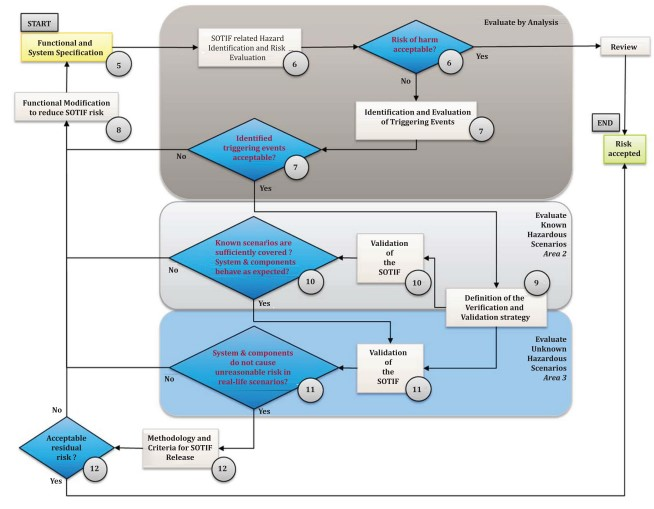 START
Functional and
System Specification
5
SOTIF related Hazard
Identification and Risk
Evaluation
6
Risk of harm
acceptable?
6
Yes
No
Evaluate by Analysis
Review
Functional Modification
to reduce SOTIF risk
8
Identification and Evaluation
of Triggering Events
7
END
Risk
accepted
Identified
triggering events
acceptable?
7
No
Yes
Evaluate
Known
Hazardous
Scenarios
Area 2
Known scenarios are
sufficiently covered ?
System & components
behave as expected?
10
No
Yes
Validation
of
the
SOTIF
10
9
Definition of the
Verification and
Validation strategy
Evaluate
Unknown
Hazardous
Scenarios
Area 3
System & components
do not cause
unreasonable risk in
real-life scenarios?
11
No
Yes
Validation
of
the
SOTIF
11
No
Acceptable
residual
risk ?
12
Yes
Methodology and
Criteria for SOTIF
Release
12